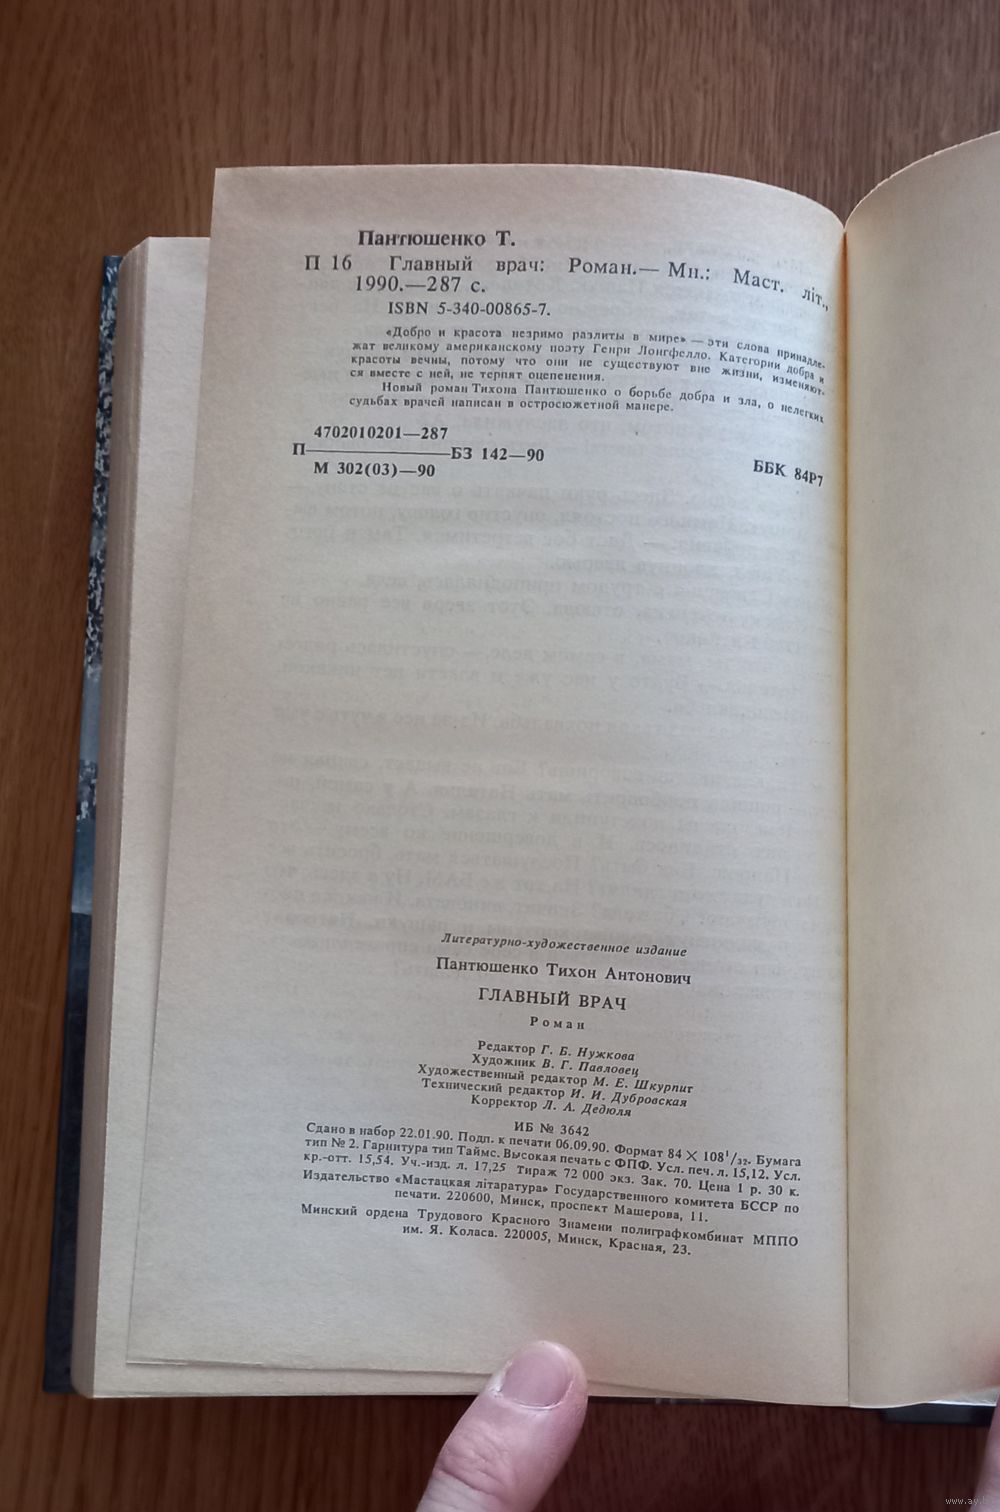 Пантюшенко Т.
П 16 Главный врач: Роман.— Мн.: Маст. літ.,
1990.—287 с.
ISBN 5-340-00865-7.
«Добро и красота незримо разлиты в мире» — эти слова принадле-
жат великому американскому поэту Генри Лонгфелло. Категории добра и
красоты вечны, потому что они не существуют вне жизни, изменяют-
ся вместе с ней, не терпят оцепенения.
Новый роман Тихона Пантюшенко о борьбе добра и зла, о нелегких
судьбах врачей написан в остросюжетной манере.
4702010201—287
П————БЗ 142—90
М 302(03)—90
ББК 84Р7
Литературно-художественное издание
Пантюшенко Тихон Антонович
ГЛАВНЫЙ ВРАЧ
Роман
Редактор Г. Б. Нужкова
Художник В. Г. Павловец
Художественный редактор М. Е. Шкурпит
Технический редактор И. И. Дубровская
Корректор Л. А. Дедюля
ИБ № 3642
Сдано в набор 22.01.90. Подп. к печати 06.09.90. Формат 84 × 108¹/₃₂. Бумага
тип № 2. Гарнитура тип Таймс. Высокая печать с ФПФ. Усл. печ. л. 15,12. Усл.
кр.-отт. 15,54. Уч.-изд. л. 17,25 Тираж 72 000 экз. Зак. 70. Цена 1 р. 30 к.
Издательство «Мастацкая літаратура» Государственного комитета БССР по
печати. 220600, Минск, проспект Машерова, 11.
Минский ордена Трудового Красного Знамени полиграфкомбинат МППО
им. Я. Коласа. 220005, Минск, Красная, 23.